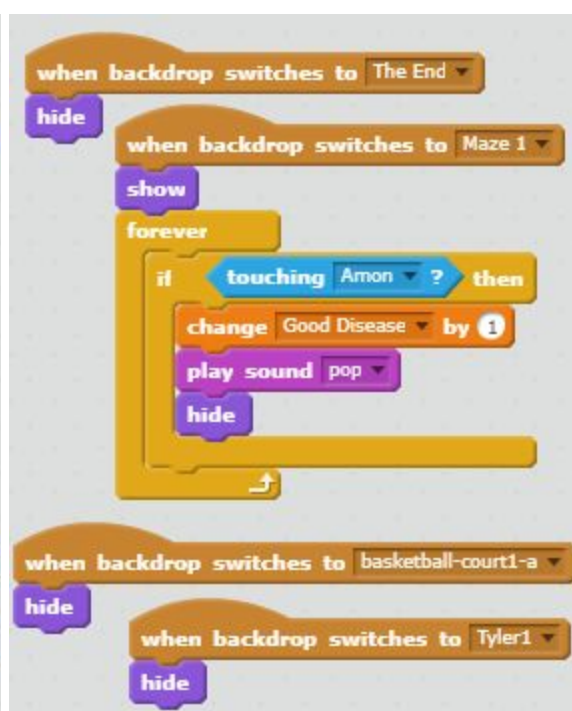 when backdrop switches to The End
hide
when backdrop switches to Maze 1
show
forever
if touching Amon ? then
change Good Disease by 1
play sound pop
hide
when backdrop switches to basketball-court1-a
hide
when backdrop switches to Tyler1
hide